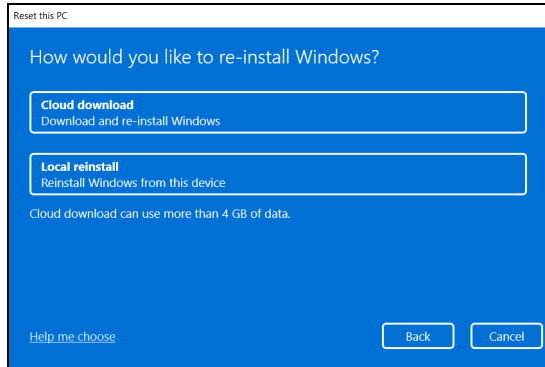 Reset this PC
How would you like to re-install Windows?
Cloud download
Download and re-install Windows
Local reinstall
Reinstall Windows from this device
Cloud download can use more than 4 GB of data.
Help me choose
Back
Cancel